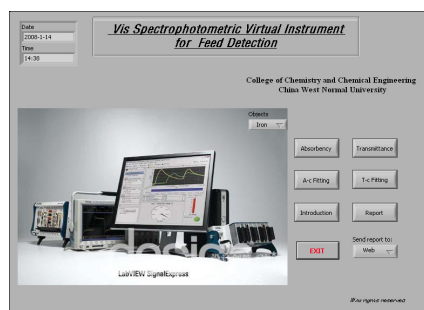 Date
2008-1-14
Time
14:38
Vis Spectrophotometric Virtual Instrument
for Feed Detection
College of Chemistry and Chemical Engineering
China West Normal University
Objects
Iron
Absorbency
Transmittance
A-c Fitting
T-c Fitting
Introduction
Report
EXIT
Send report to:
Web
LabVIEW SignalExpress
All rights reserved